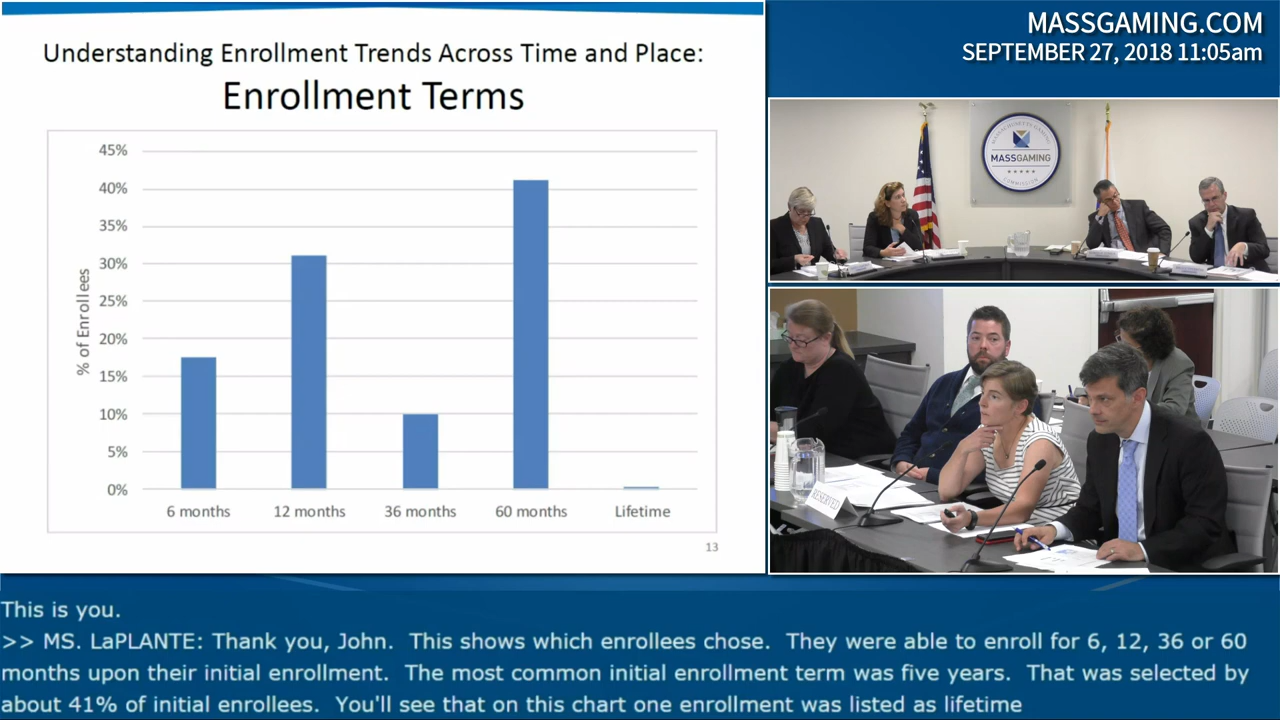 Understanding Enrollment Trends Across Time and Place:
Enrollment Terms
45%
40%
35%
30%
25%
20%
15%
10%
5%
0%
% of Enrollees
6 months
12 months
36 months
60 months
Lifetime
13
MASSGAMING.COM
SEPTEMBER 27, 2018 11:05am
MASSGAMING
RESERVED
This is you.
>> MS. LaPLANTE: Thank you, John.  This shows which enrollees chose.  They were able to enroll for 6, 12, 36 or 60
months upon their initial enrollment.  The most common initial enrollment term was five years.  That was selected by
about 41% of initial enrollees.  You'll see that on this chart one enrollment was listed as lifetime